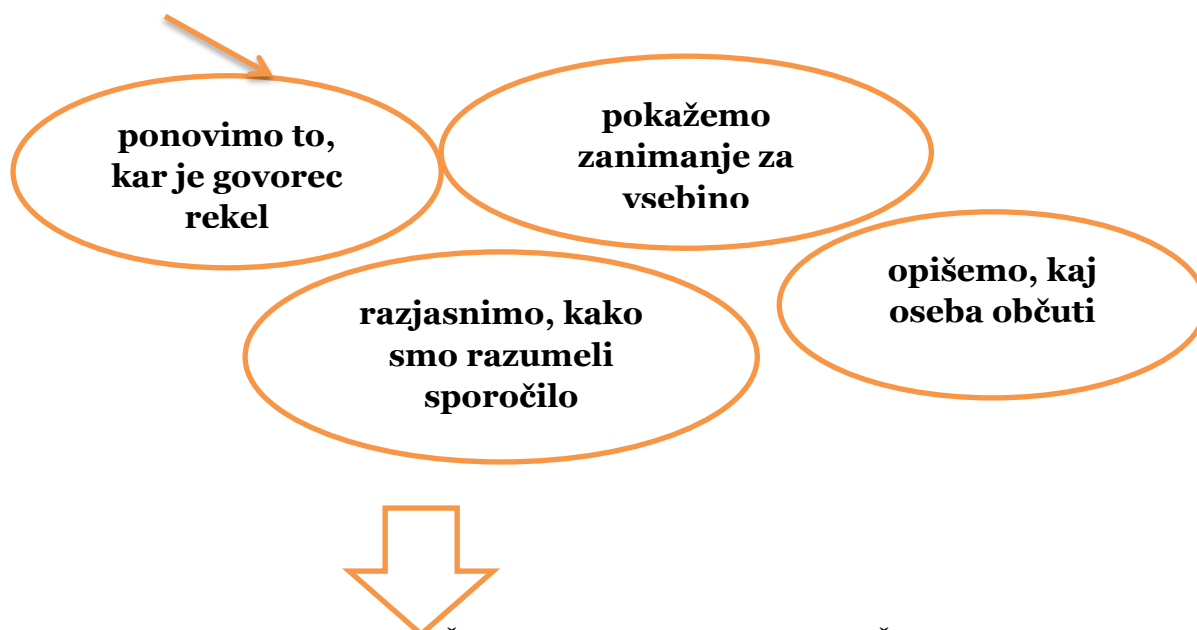 ponovimo to,
kar je govorec
rekel
pokažemo
zanimanje za
vsebino
opišemo, kaj
oseba občuti
razjasnimo, kako
smo razumeli
sporočilo